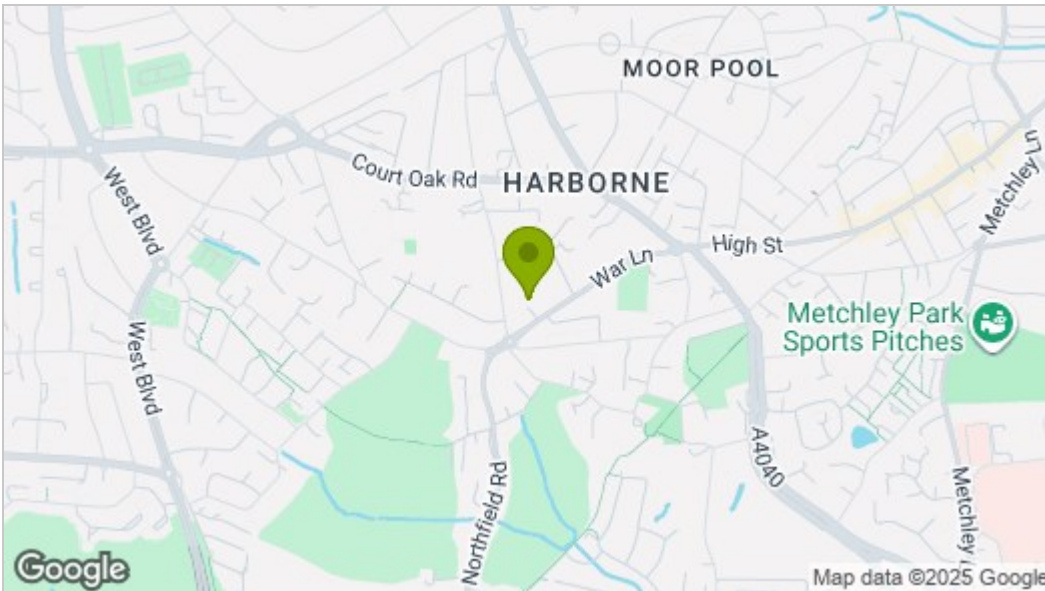 MOOR POOL
Court Oak Rd
HARBORNE
Metchley Ln
West Blvd
War Ln
High St
Metchley Park
Sports Pitches
West Blvd
A4040
Northfield Rd
Metchley
Google
Map data ©2025 Google